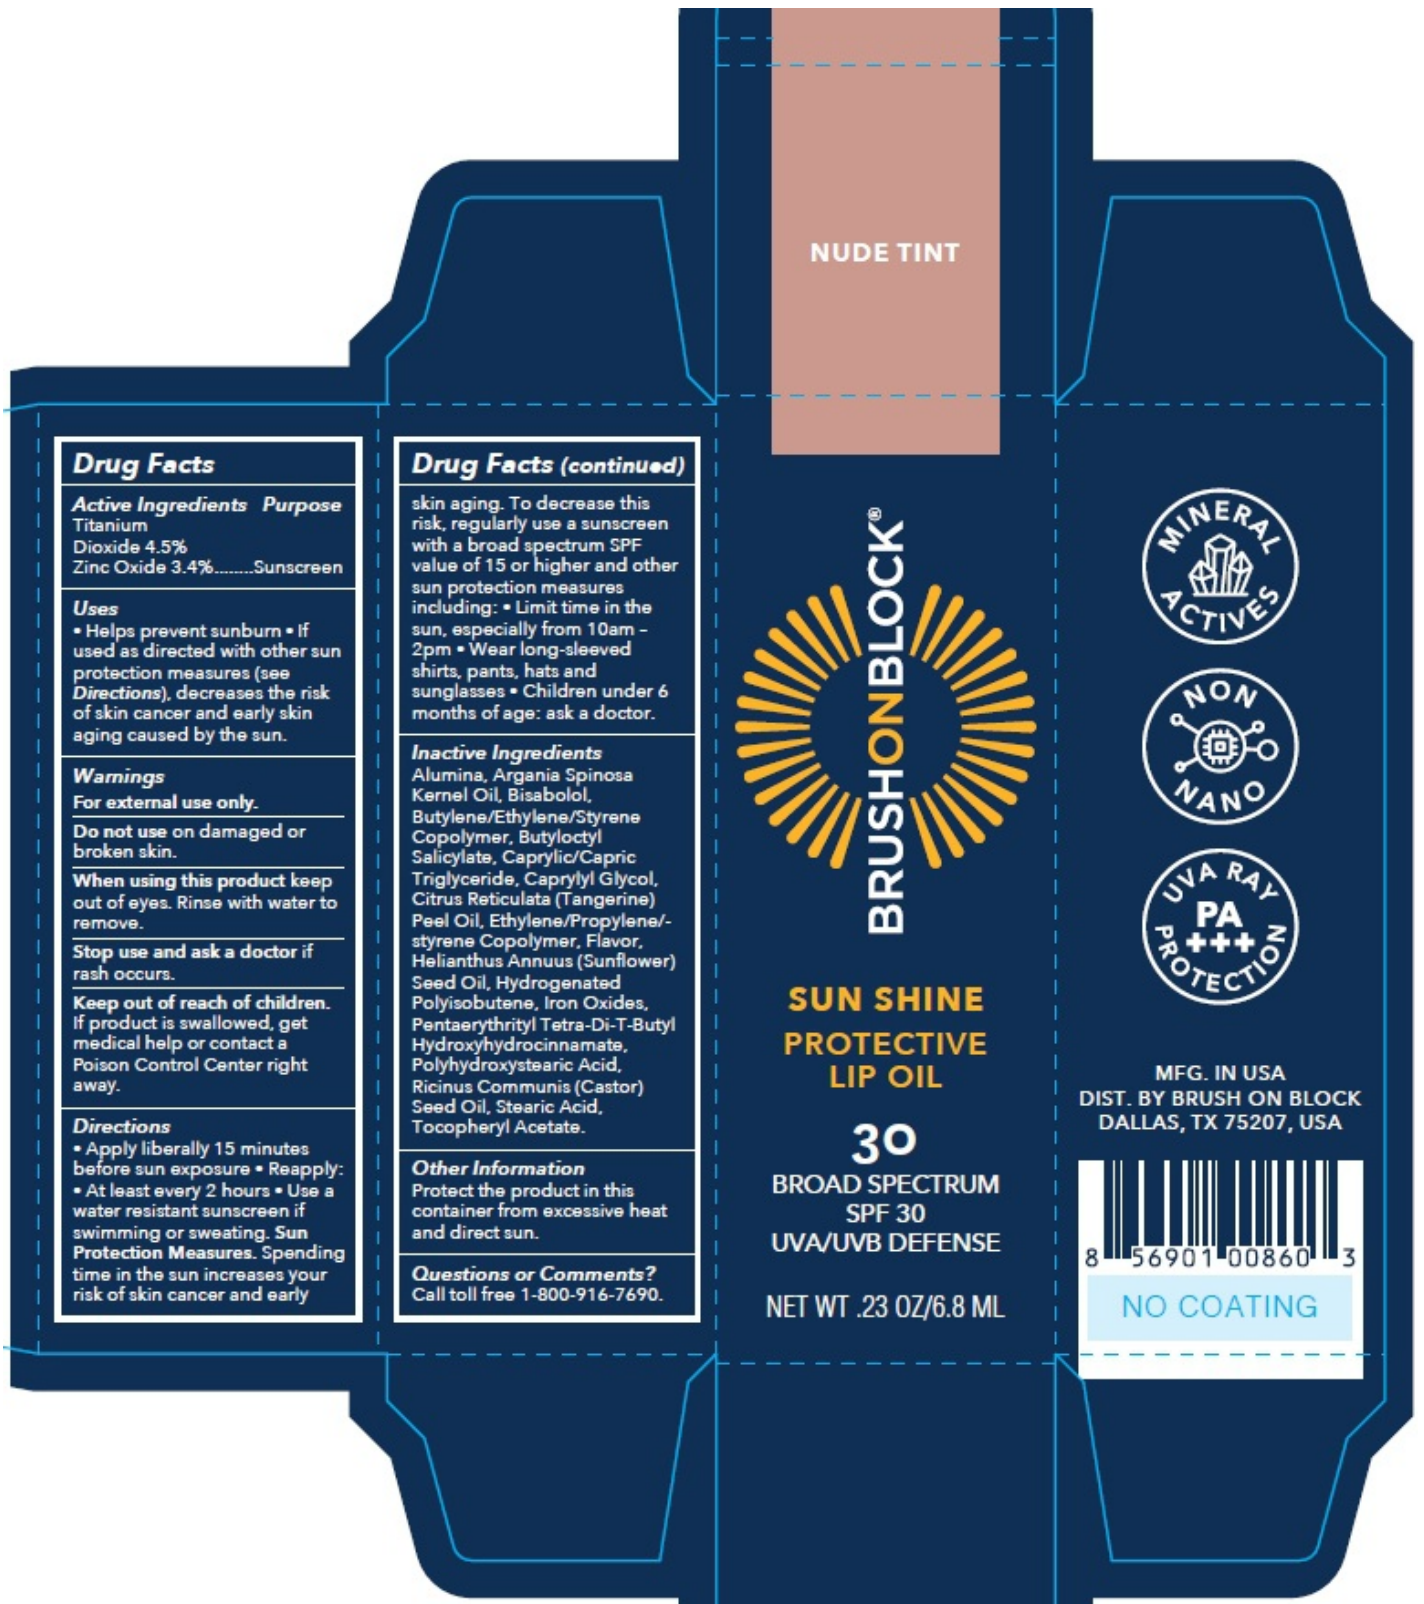 NUDE TINT
Drug Facts
Active Ingredients Purpose
Titanium
Dioxide 4.5%
Zinc Oxide 3.4%........Sunscreen
Uses
• Helps prevent sunburn • If
used as directed with other sun
protection measures (see
Directions), decreases the risk
of skin cancer and early skin
aging caused by the sun.
Warnings
For external use only.
Do not use on damaged or
broken skin.
When using this product keep
out of eyes. Rinse with water to
remove.
Stop use and ask a doctor if
rash occurs.
Keep out of reach of children.
If product is swallowed, get
medical help or contact a
Poison Control Center right
away.
Directions
• Apply liberally 15 minutes
before sun exposure • Reapply:
• At least every 2 hours • Use a
water resistant sunscreen if
swimming or sweating. Sun
Protection Measures. Spending
time in the sun increases your
risk of skin cancer and early
Drug Facts (continued)
skin aging. To decrease this
risk, regularly use a sunscreen
with a broad spectrum SPF
value of 15 or higher and other
sun protection measures
including: • Limit time in the
sun, especially from 10am –
2pm • Wear long-sleeved
shirts, pants, hats and
sunglasses • Children under 6
months of age: ask a doctor.
Inactive Ingredients
Alumina, Argania Spinosa
Kernel Oil, Bisabolol,
Butylene/Ethylene/Styrene
Copolymer, Butyloctyl
Salicylate, Caprylic/Capric
Triglyceride, Caprylyl Glycol,
Citrus Reticulata (Tangerine)
Peel Oil, Ethylene/Propylene/-
styrene Copolymer, Flavor,
Helianthus Annuus (Sunflower)
Seed Oil, Hydrogenated
Polyisobutene, Iron Oxides,
Pentaerythrityl Tetra-Di-T-Butyl
Hydroxyhydrocinnamate,
Polyhydroxystearic Acid,
Ricinus Communis (Castor)
Seed Oil, Stearic Acid,
Tocopheryl Acetate.
Other Information
Protect the product in this
container from excessive heat
and direct sun.
Questions or Comments?
Call toll free 1-800-916-7690.
BRUSHONBLOCK®
SUN SHINE
PROTECTIVE
LIP OIL
30
BROAD SPECTRUM
SPF 30
UVA/UVB DEFENSE
NET WT .23 OZ/6.8 ML
MINERAL
ACTIVES
NON
NANO
UVA RAY
PA
+++
PROTECTION
MFG. IN USA
DIST. BY BRUSH ON BLOCK
DALLAS, TX 75207, USA
8 56901 00860 3
NO COATING